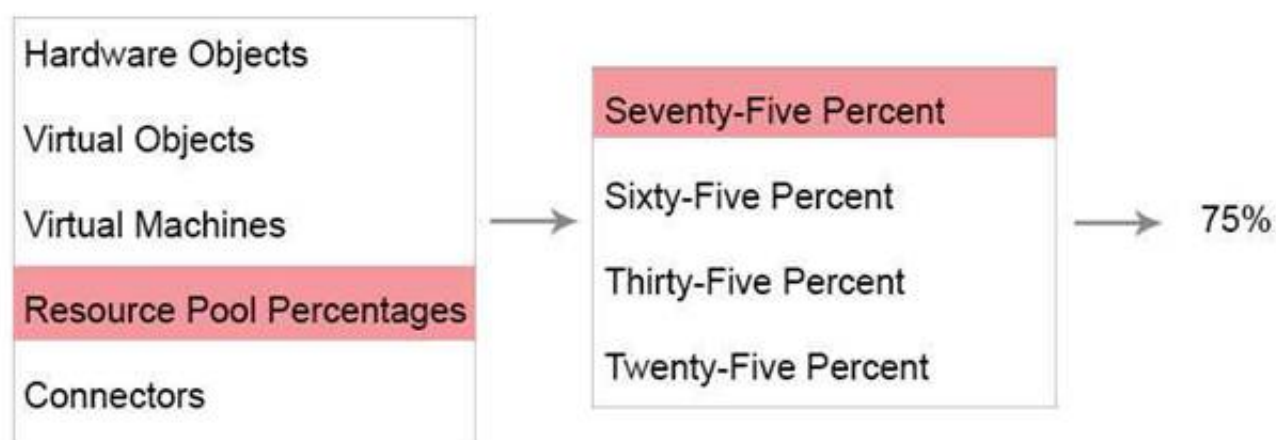 Hardware Objects
Virtual Objects
Virtual Machines
Resource Pool Percentages
Connectors
Seventy-Five Percent
Sixty-Five Percent
Thirty-Five Percent
Twenty-Five Percent
75%